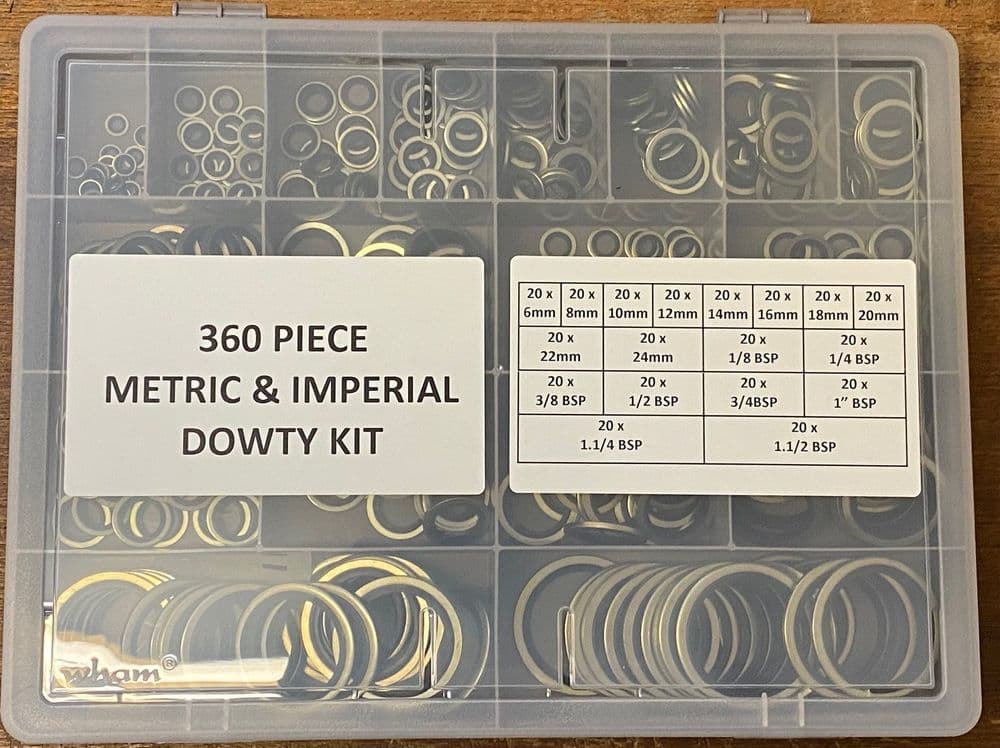 360 PIECE
METRIC & IMPERIAL
DOWTY KIT
20 x 20 x 20 x 20 x 20 x 20 x 20 x 20 x
6mm 8mm 10mm 12mm 14mm 16mm 18mm 20mm
20 x 20 x 20 x 20 x
22mm 24mm 1/8 BSP 1/4 BSP
20 x 20 x 20 x 20 x
3/8 BSP 1/2 BSP 3/4BSP 1” BSP
20 x 20 x
1.1/4 BSP 1.1/2 BSP
wham®